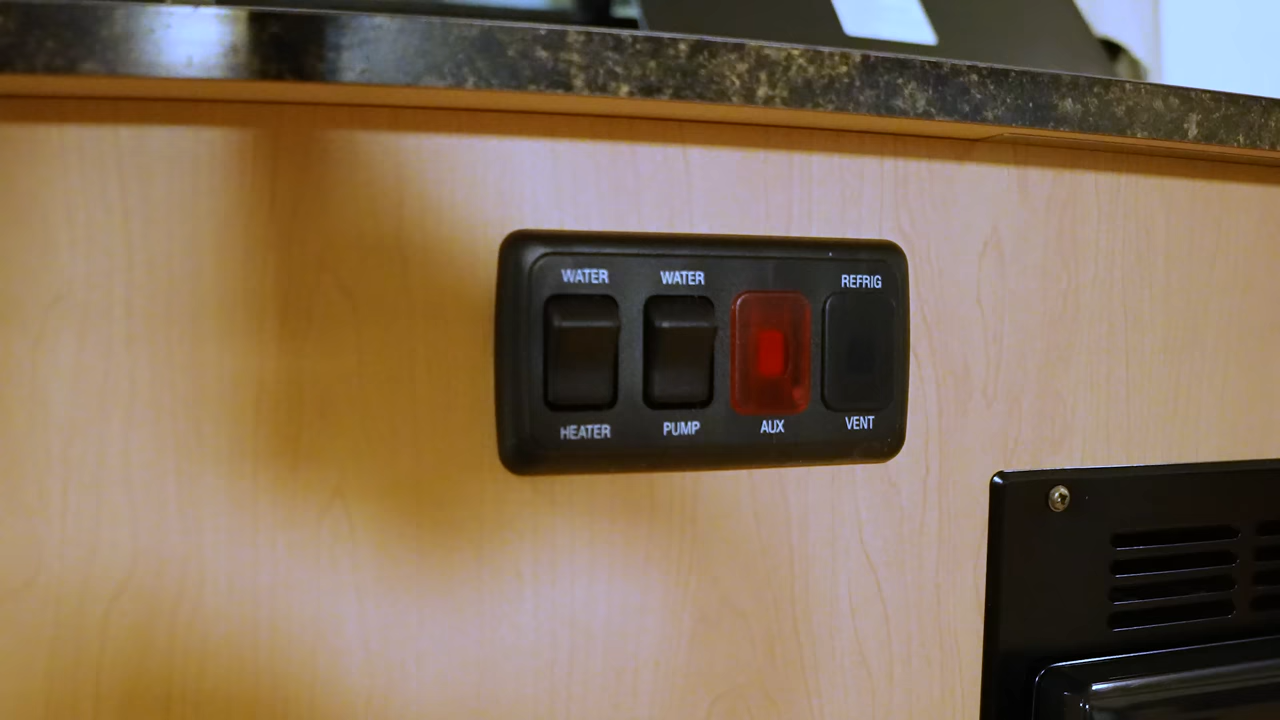 WATER
HEATER
WATER
PUMP
AUX
REFRIG
VENT